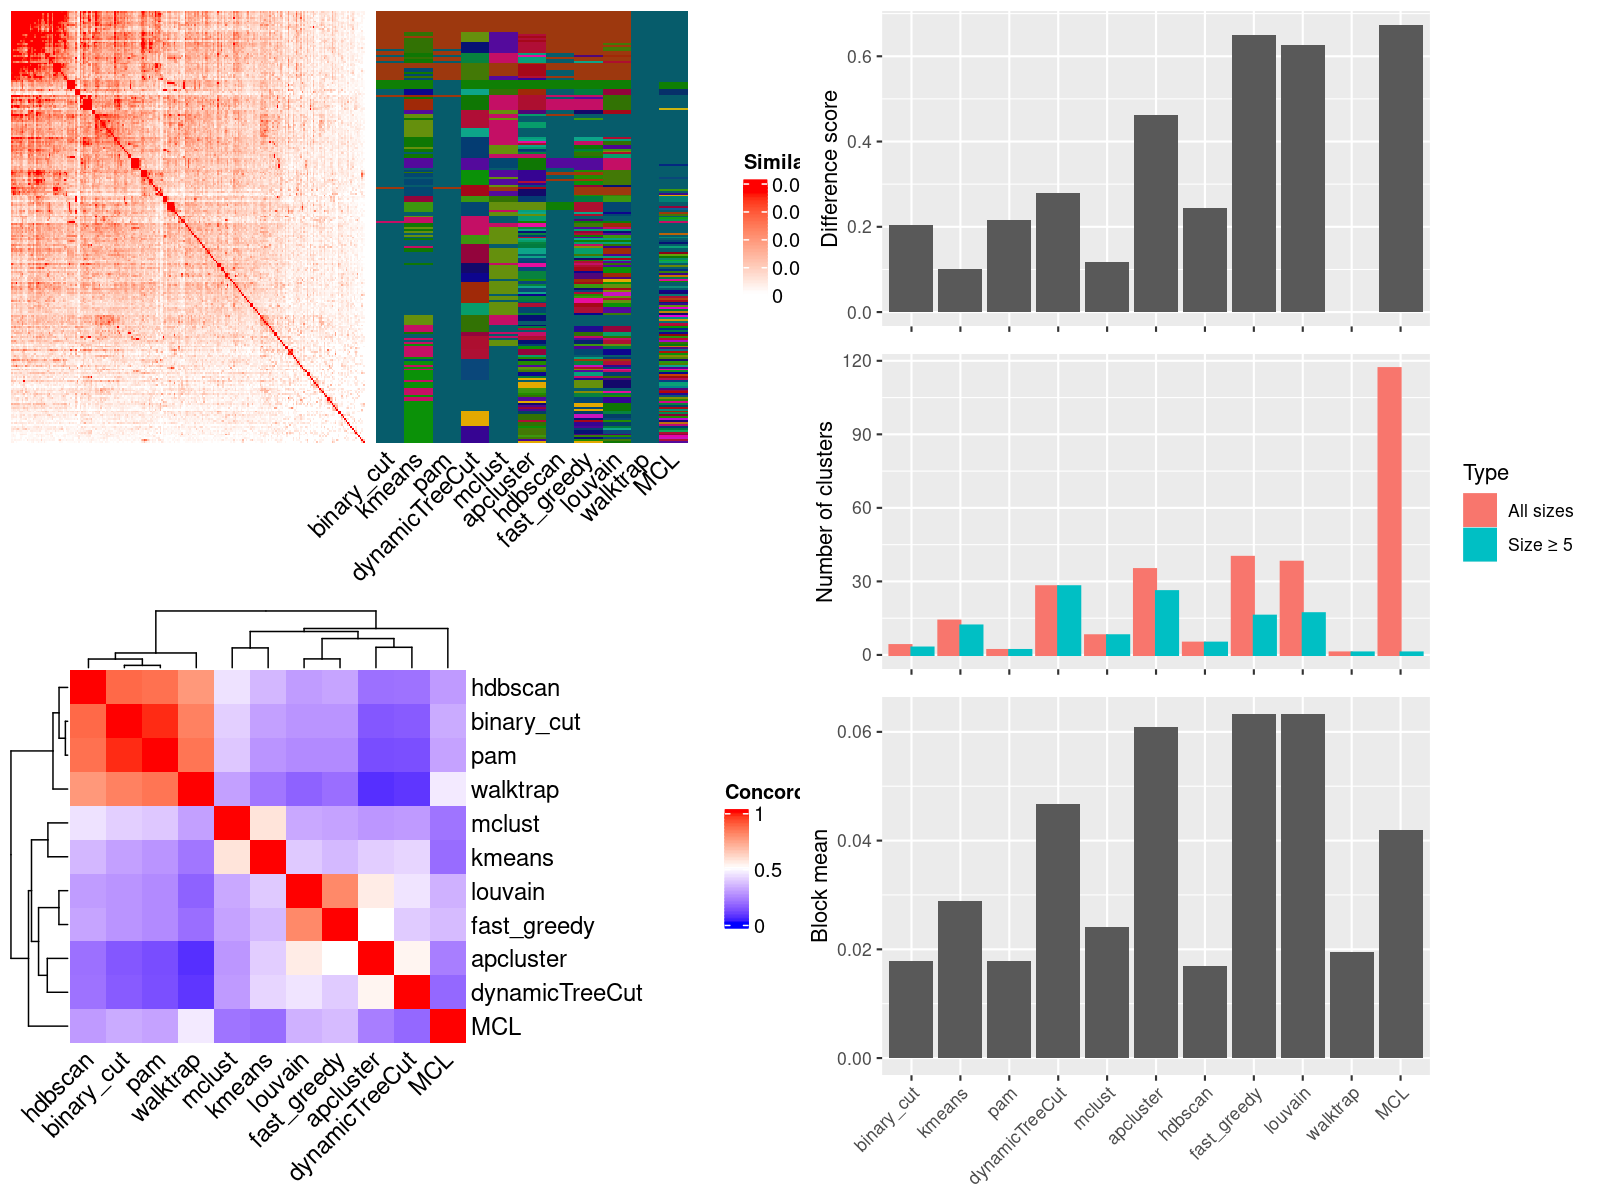 Simila
0.0
0.0
0.0
0.0
0
binary_cut
kmeans
pam
dynamicTreeCut
mclust
apcluster
hdbscan
fast_greedy
louvain
walktrap
MCL
hdbscan
binary_cut
pam
walktrap
mclust
kmeans
louvain
fast_greedy
apcluster
dynamicTreeCut
MCL
hdbscan
binary_cut
pam
walktrap
mclust
kmeans
louvain
fast_greedy
apcluster
dynamicTreeCut
MCL
Concord
1
0.5
0
Difference score
0.6
0.4
0.2
0.0
Number of clusters
120
90
60
30
0
Type
All sizes
Size ≥ 5
Block mean
0.06
0.04
0.02
0.00
binary_cut
kmeans
pam
dynamicTreeCut
mclust
apcluster
hdbscan
fast_greedy
louvain
walktrap
MCL